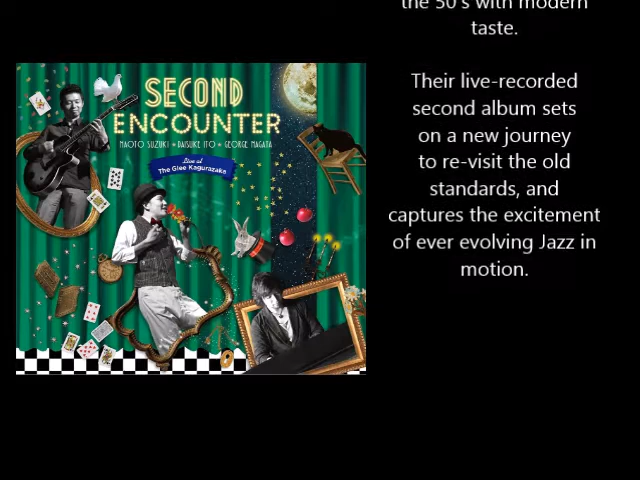 the 50's with modern
taste.
SECOND
ENCOUNTER
NAOTO SUZUKI ★ DAISUKE ITO ★ GEORGE NAGATA
Live at
The Glee Kagurazaka
Their live-recorded
second album sets
on a new journey
to re-visit the old
standards, and
captures the excitement
of ever evolving Jazz in
motion.